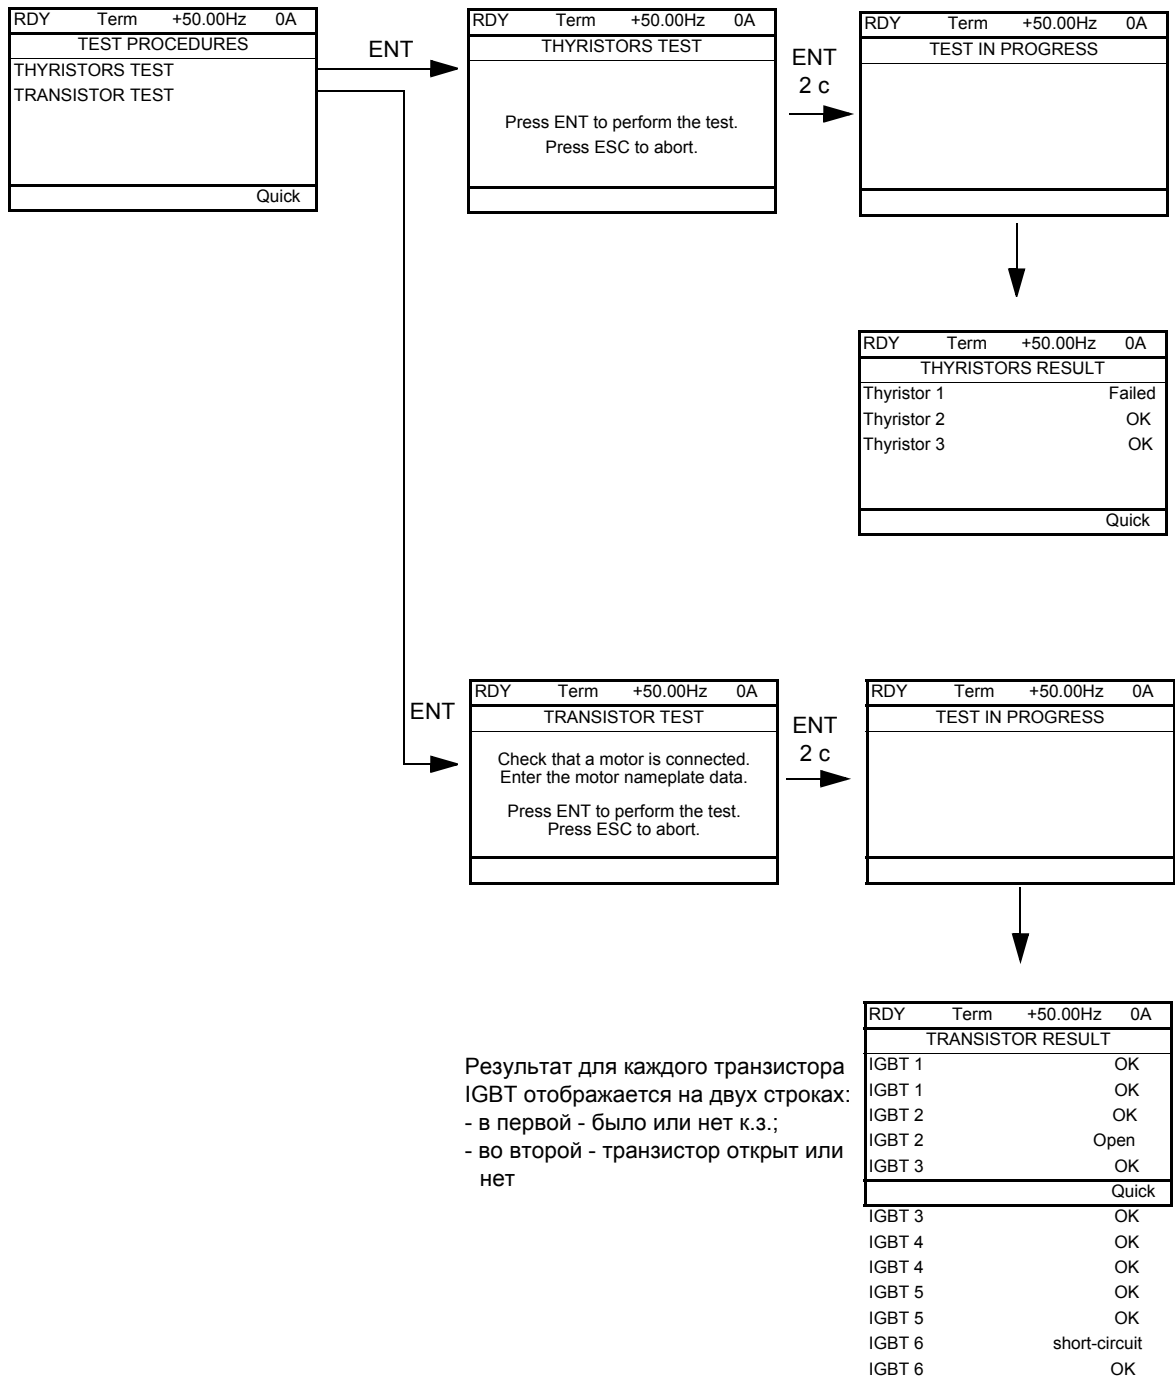 RDY Term +50.00Hz 0A
TEST PROCEDURES
THYRISTORS TEST
TRANSISTOR TEST
Quick
ENT
RDY Term +50.00Hz 0A
THYRISTORS TEST
Press ENT to perform the test.
Press ESC to abort.
ENT
2 с
RDY Term +50.00Hz 0A
TEST IN PROGRESS
RDY Term +50.00Hz 0A
THYRISTORS RESULT
Thyristor 1 Failed
Thyristor 2 OK
Thyristor 3 OK
Quick
ENT
RDY Term +50.00Hz 0A
TRANSISTOR TEST
Check that a motor is connected.
Enter the motor nameplate data.
Press ENT to perform the test.
Press ESC to abort.
ENT
2 с
RDY Term +50.00Hz 0A
TEST IN PROGRESS
Результат для каждого транзистора
IGBT отображается на двух строках:
- в первой - было или нет к.з.;
- во второй - транзистор открыт или
нет
RDY Term +50.00Hz 0A
TRANSISTOR RESULT
IGBT 1 OK
IGBT 1 OK
IGBT 2 OK
IGBT 2 Open
IGBT 3 OK
Quick
IGBT 3 OK
IGBT 4 OK
IGBT 4 OK
IGBT 5 OK
IGBT 5 OK
IGBT 6 short-circuit
IGBT 6 OK